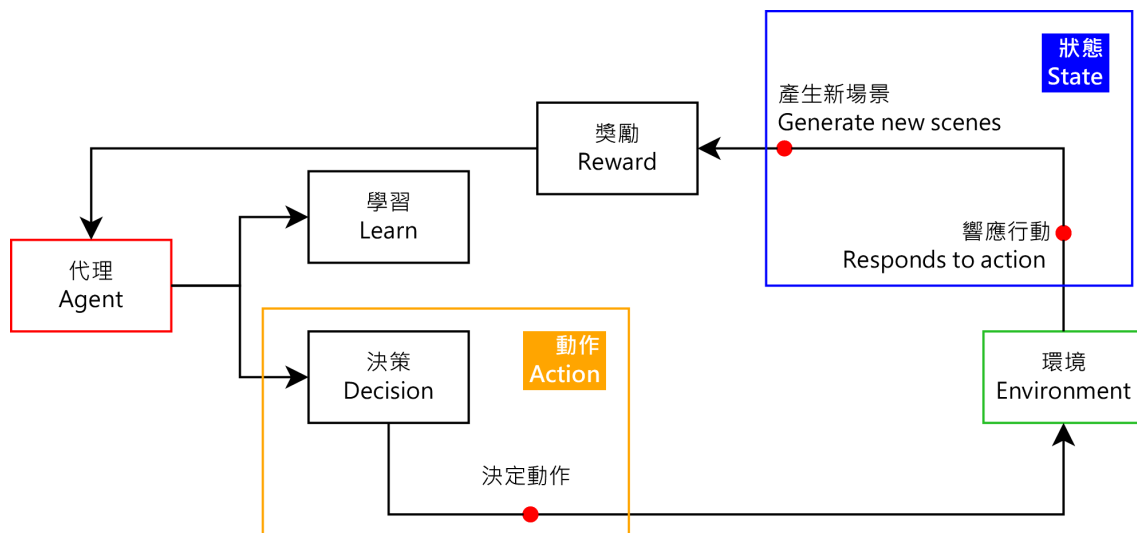 狀態
State
產生新場景
Generate new scenes
獎勵
Reward
學習
Learn
響應行動
Responds to action
代理
Agent
動作
Action
決策
Decision
環境
Environment
決定動作